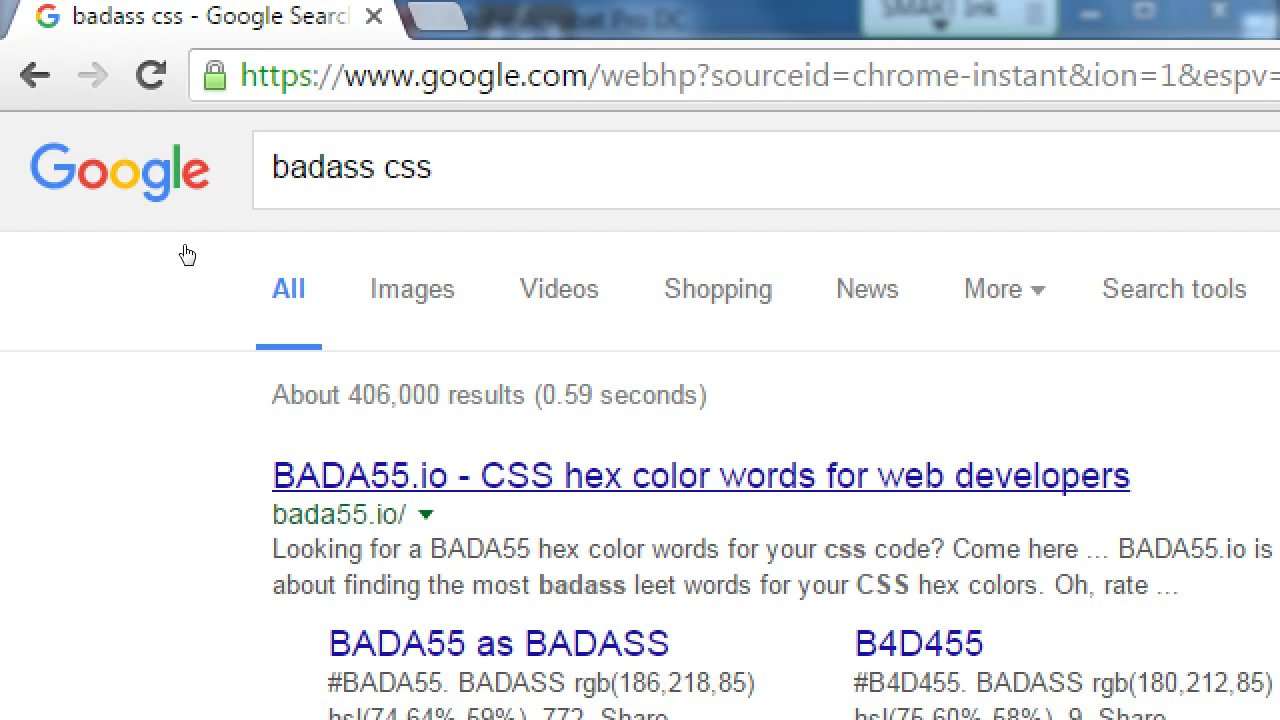 badass css - Google Search
Pro DC
SMART Ink
https://www.google.com/webhp?sourceid=chrome-instant&ion=1&espv=
Google
badass css
All Images Videos Shopping News More Search tools
About 406,000 results (0.59 seconds)
BADA55.io - CSS hex color words for web developers
bada55.io/
Looking for a BADA55 hex color words for your css code? Come here ... BADA55.io is
about finding the most badass leet words for your CSS hex colors. Oh, rate ...
BADA55 as BADASS B4D455
#BADA55. BADASS rgb(186,218,85) #B4D455. BADASS rgb(180,212,85)
hsl(74,64%,59%). 772. Share hsl(75,60%,58%). 9. Share